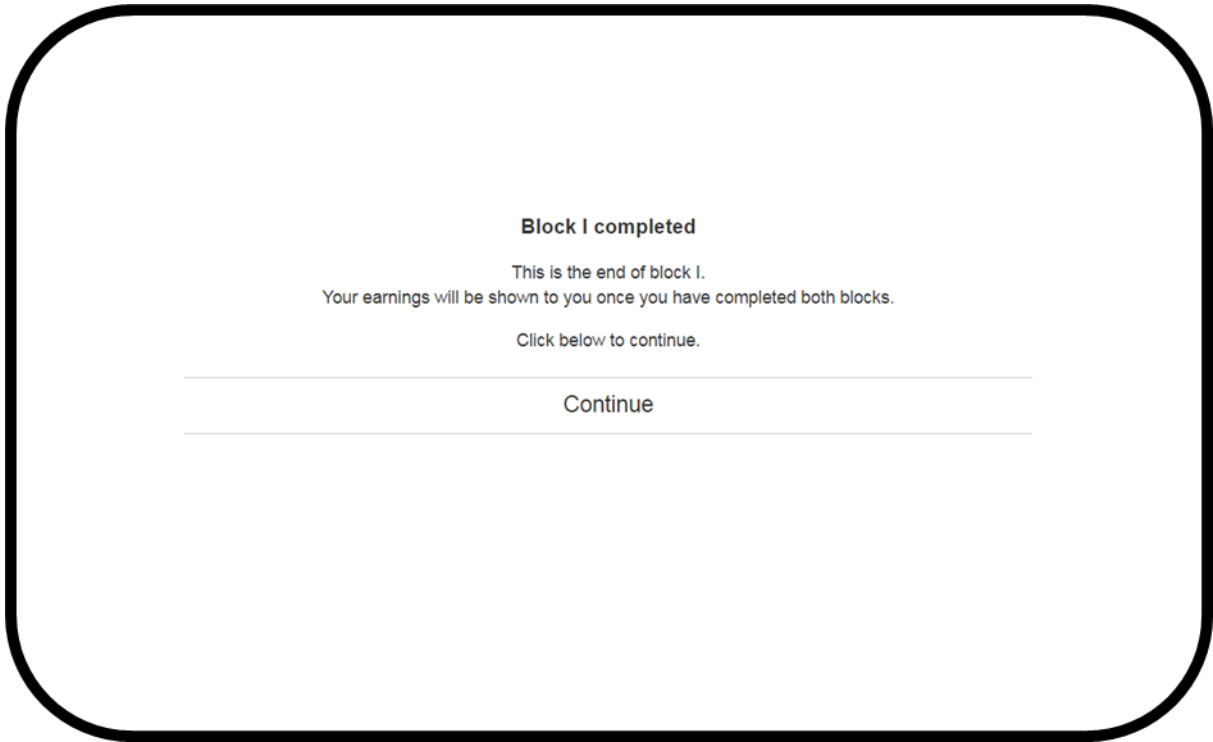 Block I completed
This is the end of block I.
Your earnings will be shown to you once you have completed both blocks.
Click below to continue.
Continue